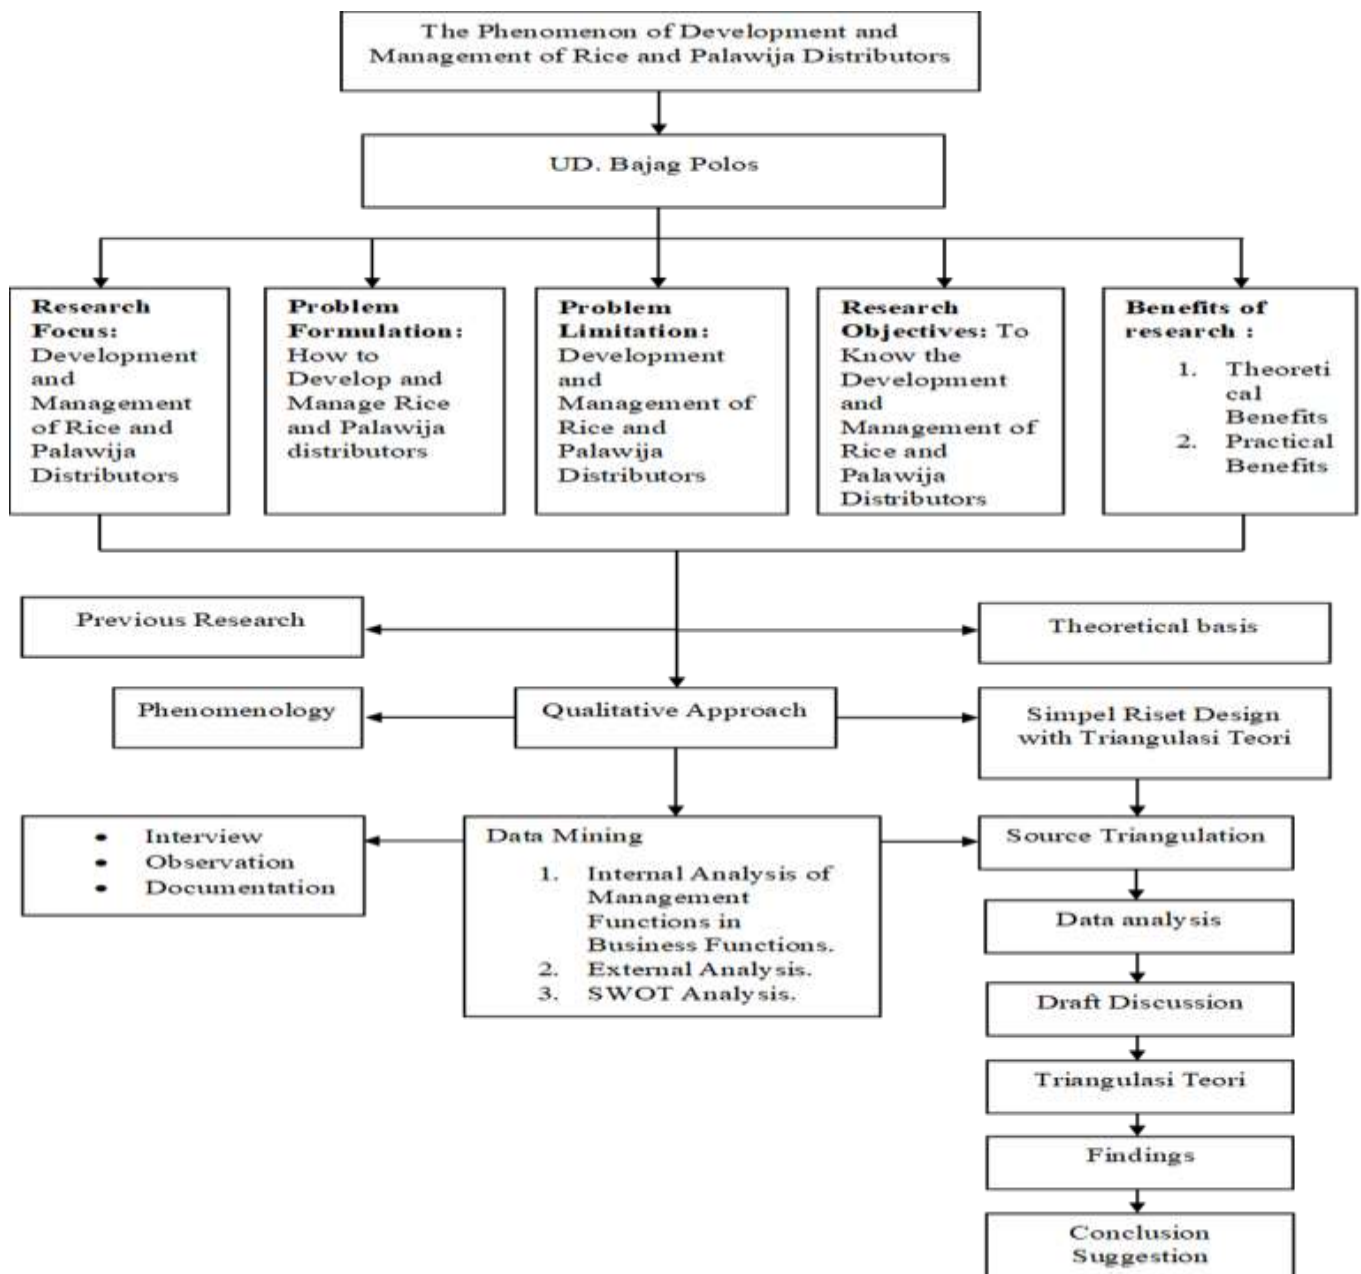 The Phenomenon of Development and
Management of Rice and Palawija Distributors
UD. Bajag Polos
Research
Focus:
Development
and
Management
of Rice and
Palawija
Distributors
Problem
Formulation:
How to
Develop and
Manage Rice
and Palawija
distributors
Problem
Limitation:
Development
and
Management of
Rice and
Palawija
Distributors
Research
Objectives: To
Know the
Development
and
Management of
Rice and
Palawija
Distributors
Benefits of
research :
1. Theoreti
cal
Benefits
2. Practical
Benefits
Previous Research
Theoretical basis
Phenomenology
Qualitative Approach
Simpel Riset Design
with Triangulasi Teori
• Interview
• Observation
• Documentation
Data Mining
1. Internal Analysis of
Management
Functions in
Business Functions.
2. External Analysis.
3. SWOT Analysis.
Source Triangulation
Data analysis
Draft Discussion
Triangulasi Teori
Findings
Conclusion
Suggestion